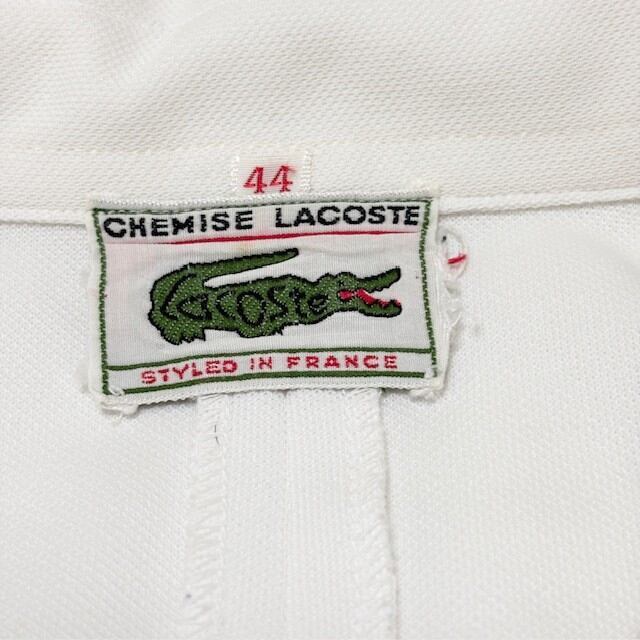 44
CHEMISE LACOSTE
Lacoste
STYLED IN FRANCE